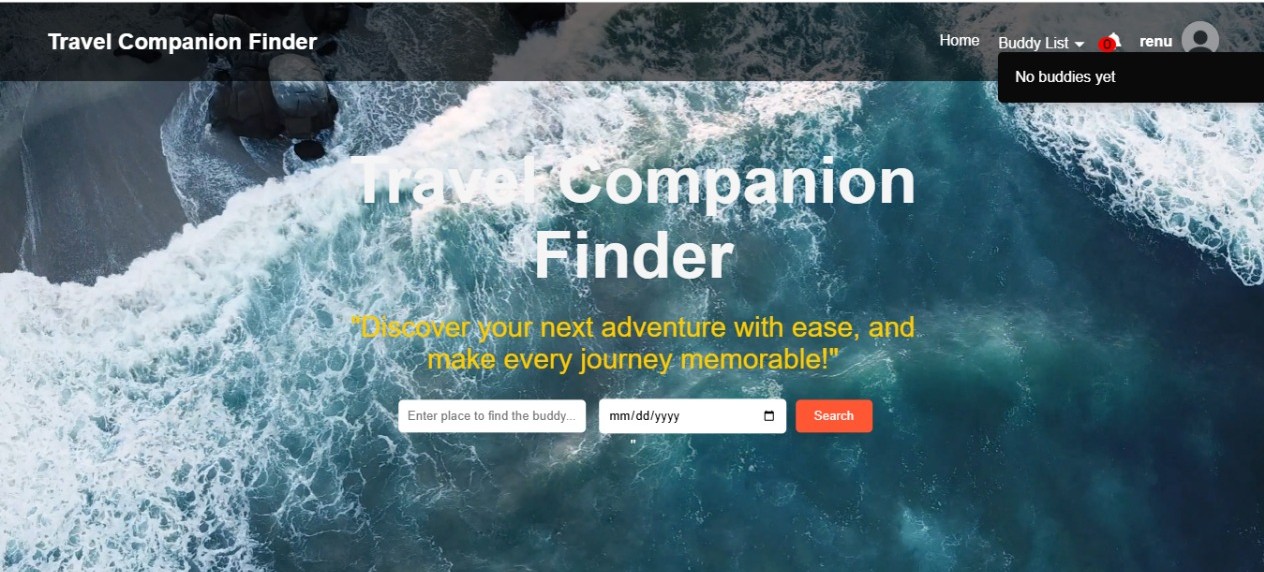 Travel Companion Finder
Home
Buddy List
0
renu
No buddies yet
Travel Companion
Finder
"Discover your next adventure with ease, and
make every journey memorable!"
Enter place to find the buddy...
mm/dd/yyyy
Search
"